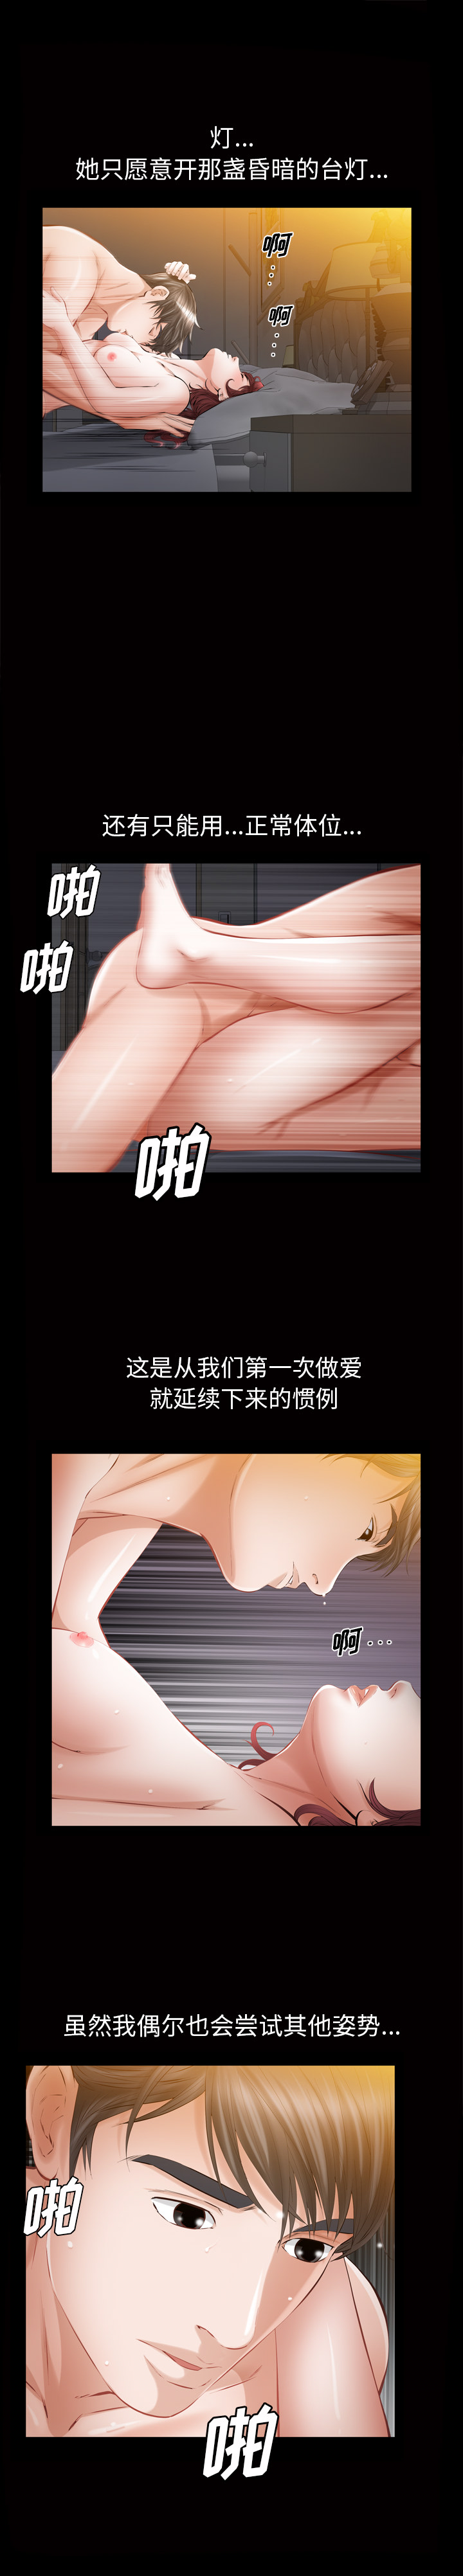 灯...
她只愿意开那盏昏暗的台灯...
啊
...
啊
...
还有只能用...正常体位...
啪
啪
啪
这是从我们第一次做爱
就延续下来的惯例
啊...
虽然我偶尔也会尝试其他姿势...
啪
啪